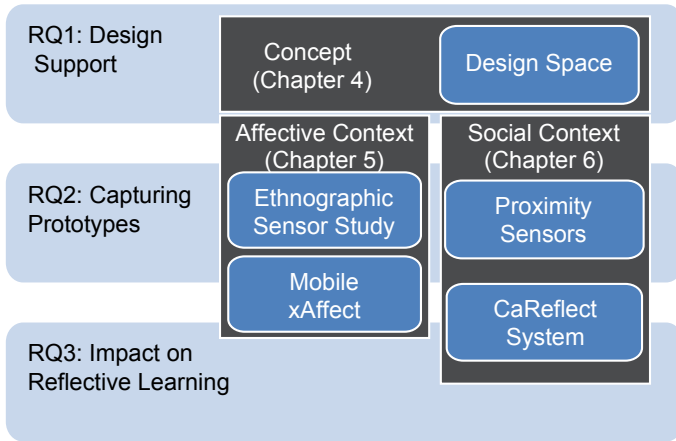 RQ1: Design
Support
Concept
(Chapter 4)
Design Space
Affective Context
(Chapter 5)
Social Context
(Chapter 6)
RQ2: Capturing
Prototypes
Ethnographic
Sensor Study
Proximity
Sensors
Mobile
xAffect
CaReflect
System
RQ3: Impact on
Reflective Learning